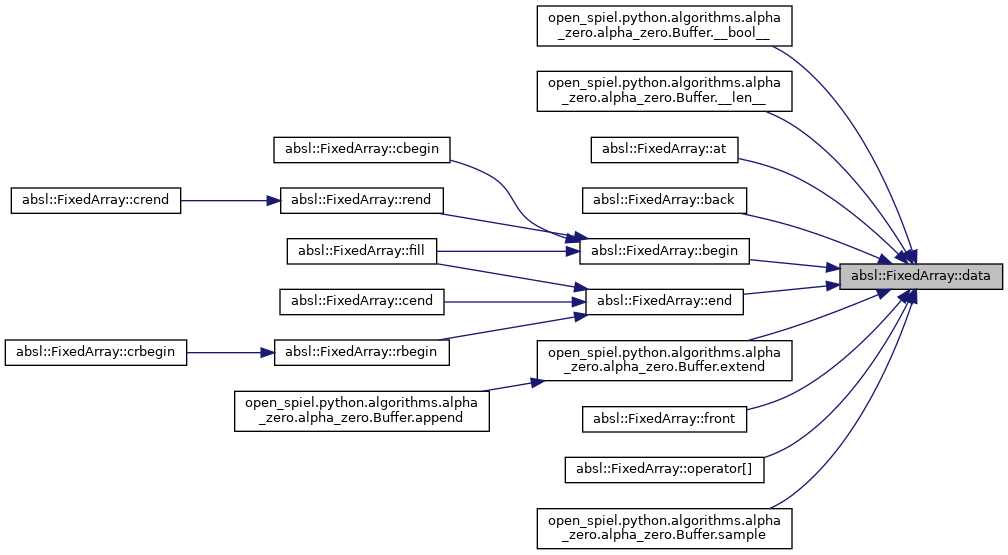 open_spiel.python.algorithms.alpha
_zero.alpha_zero.Buffer.__bool__
open_spiel.python.algorithms.alpha
_zero.alpha_zero.Buffer.__len__
absl::FixedArray::cbegin
absl::FixedArray::at
absl::FixedArray::crend
absl::FixedArray::rend
absl::FixedArray::back
absl::FixedArray::fill
absl::FixedArray::begin
absl::FixedArray::data
absl::FixedArray::cend
absl::FixedArray::end
absl::FixedArray::crbegin
absl::FixedArray::rbegin
open_spiel.python.algorithms.alpha
_zero.alpha_zero.Buffer.extend
open_spiel.python.algorithms.alpha
_zero.alpha_zero.Buffer.append
absl::FixedArray::front
absl::FixedArray::operator[]
open_spiel.python.algorithms.alpha
_zero.alpha_zero.Buffer.sample